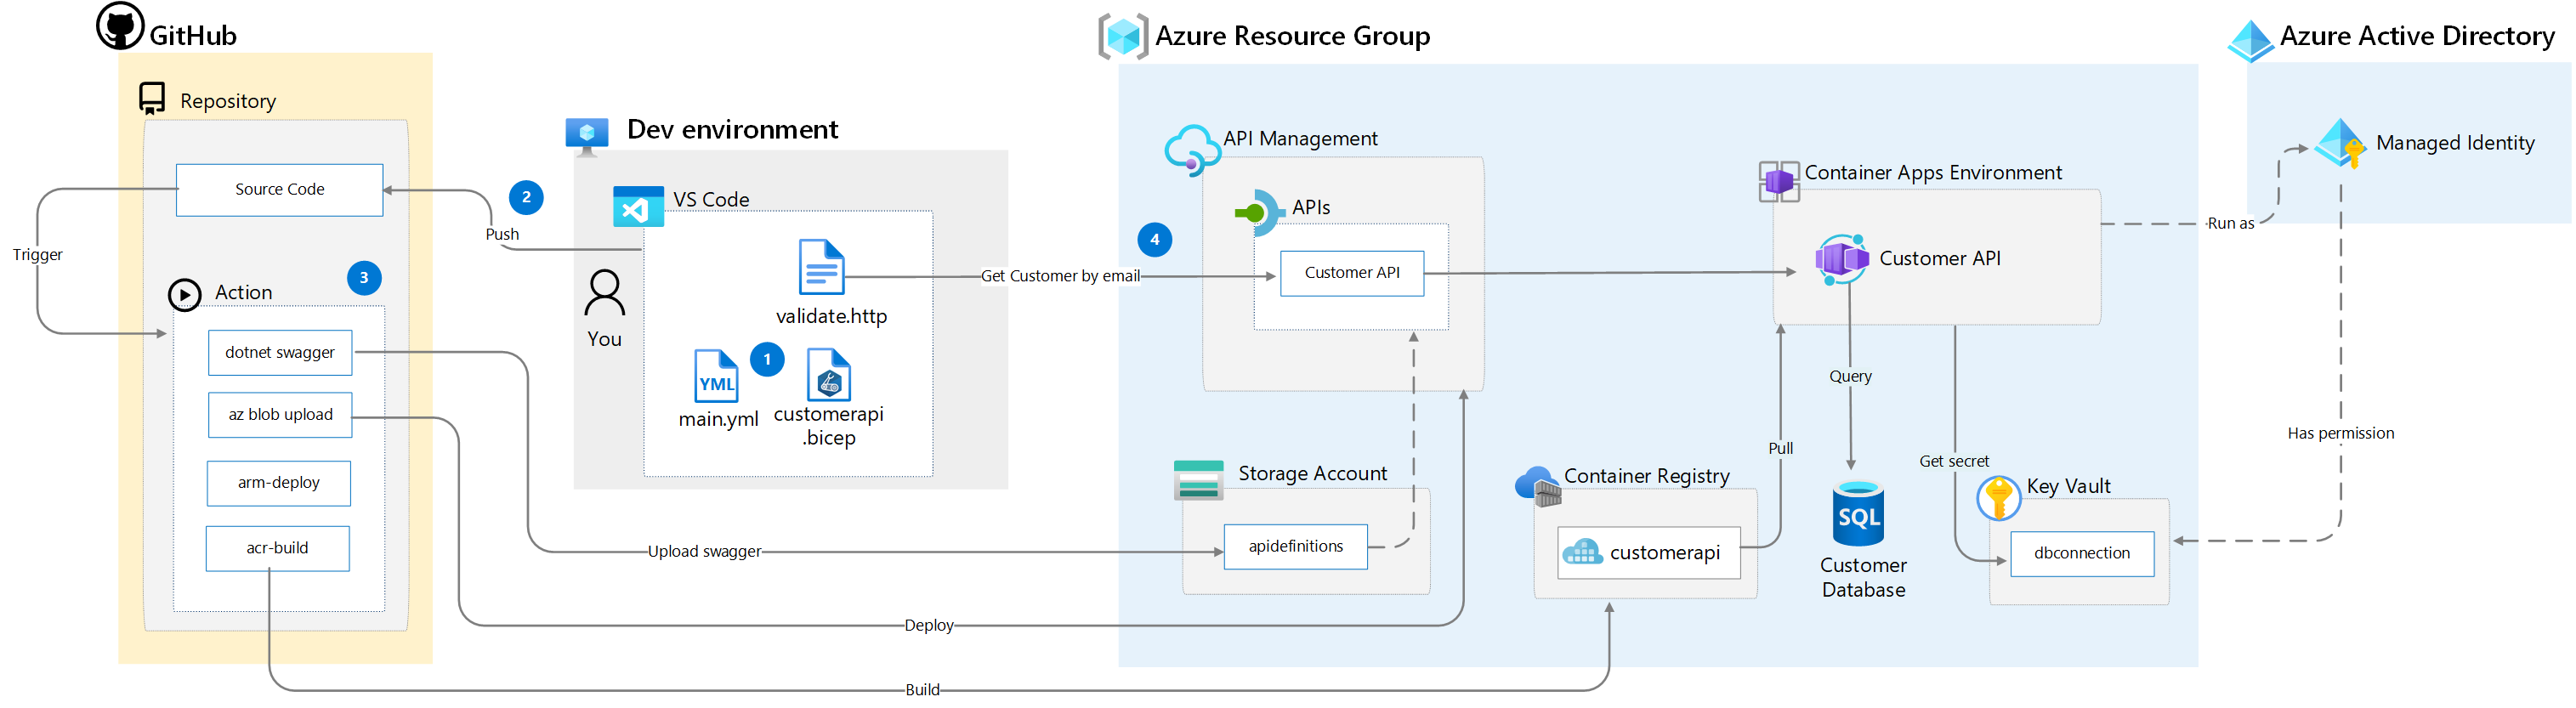 GitHub
Repository
Source Code
Trigger
3
Action
dotnet swagger
az blob upload
arm-deploy
acr-build
2
Push
Dev environment
VS Code
You
validate.http
1
YML
main.yml
customerapi
.bicep
Get Customer by email
4
Upload swagger
Deploy
Build
Azure Resource Group
API Management
APIs
Customer API
Storage Account
apidefinitions
Container Registry
customerapi
Pull
Container Apps Environment
Customer API
Query
SQL
Customer
Database
Get secret
Key Vault
dbconnection
Run as
Azure Active Directory
Managed Identity
Has permission